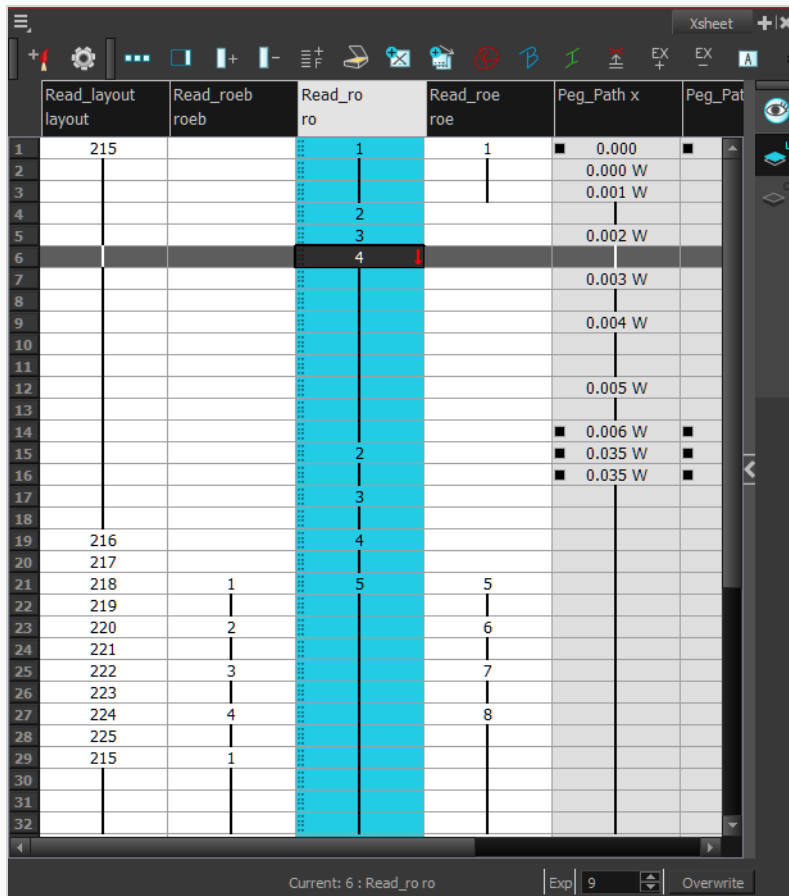 Xsheet
EX
EX
A
Read_layout Read_roeb Read_ro Read_roe Peg_Path x Peg_Pat
layout roeb ro roe
1 215 1 1 0.000
2 0.000 W
3 0.001 W
4 2
5 3 0.002 W
6 4
7 0.003 W
8
9 0.004 W
10
11
12 0.005 W
13
14 0.006 W
15 2 0.035 W
16 0.035 W
17 3
18
19 216 4
20 217
21 218 1 5 5
22 219
23 220 2 6
24 221
25 222 3 7
26 223
27 224 4 8
28 225
29 215 1
30
31
32
Current: 6 : Read_ro ro Exp 9 Overwrite